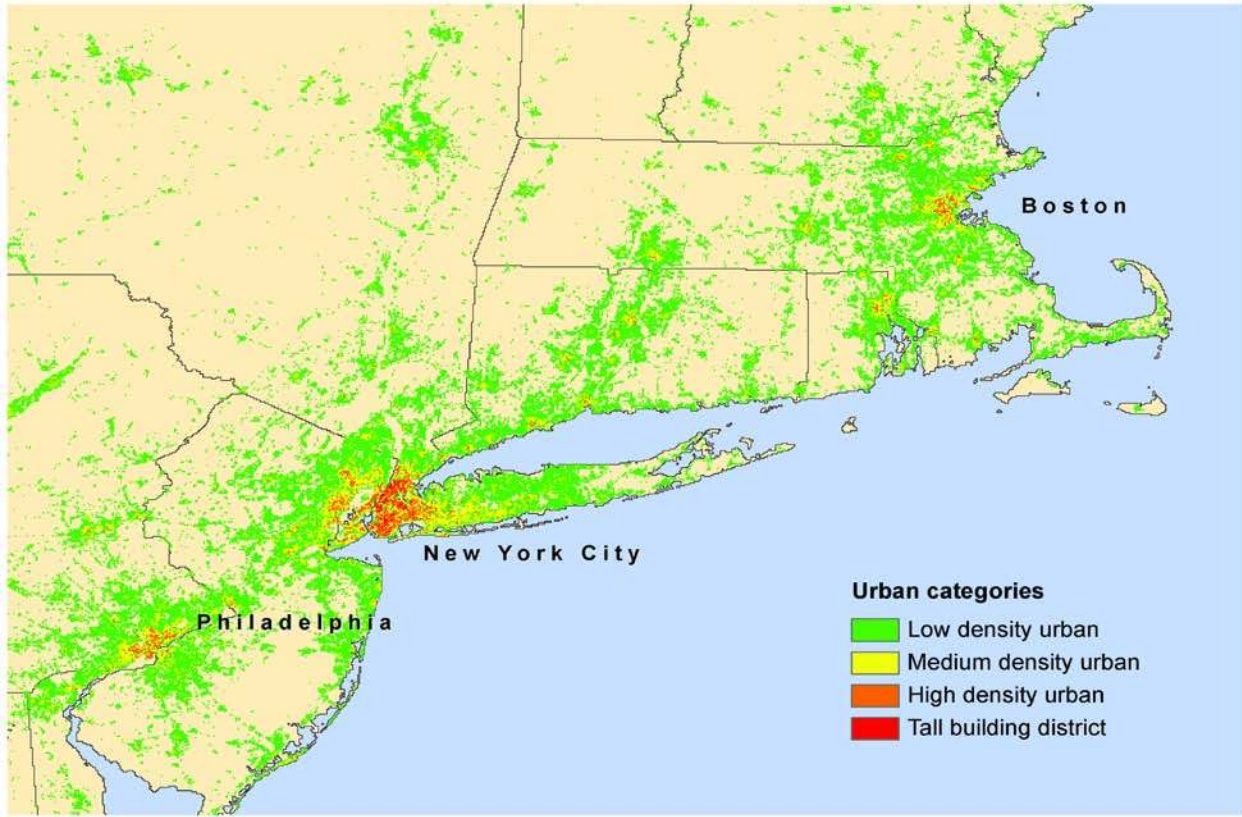 Boston
New York City
Philadelphia
Urban categories
Low density urban
Medium density urban
High density urban
Tall building district